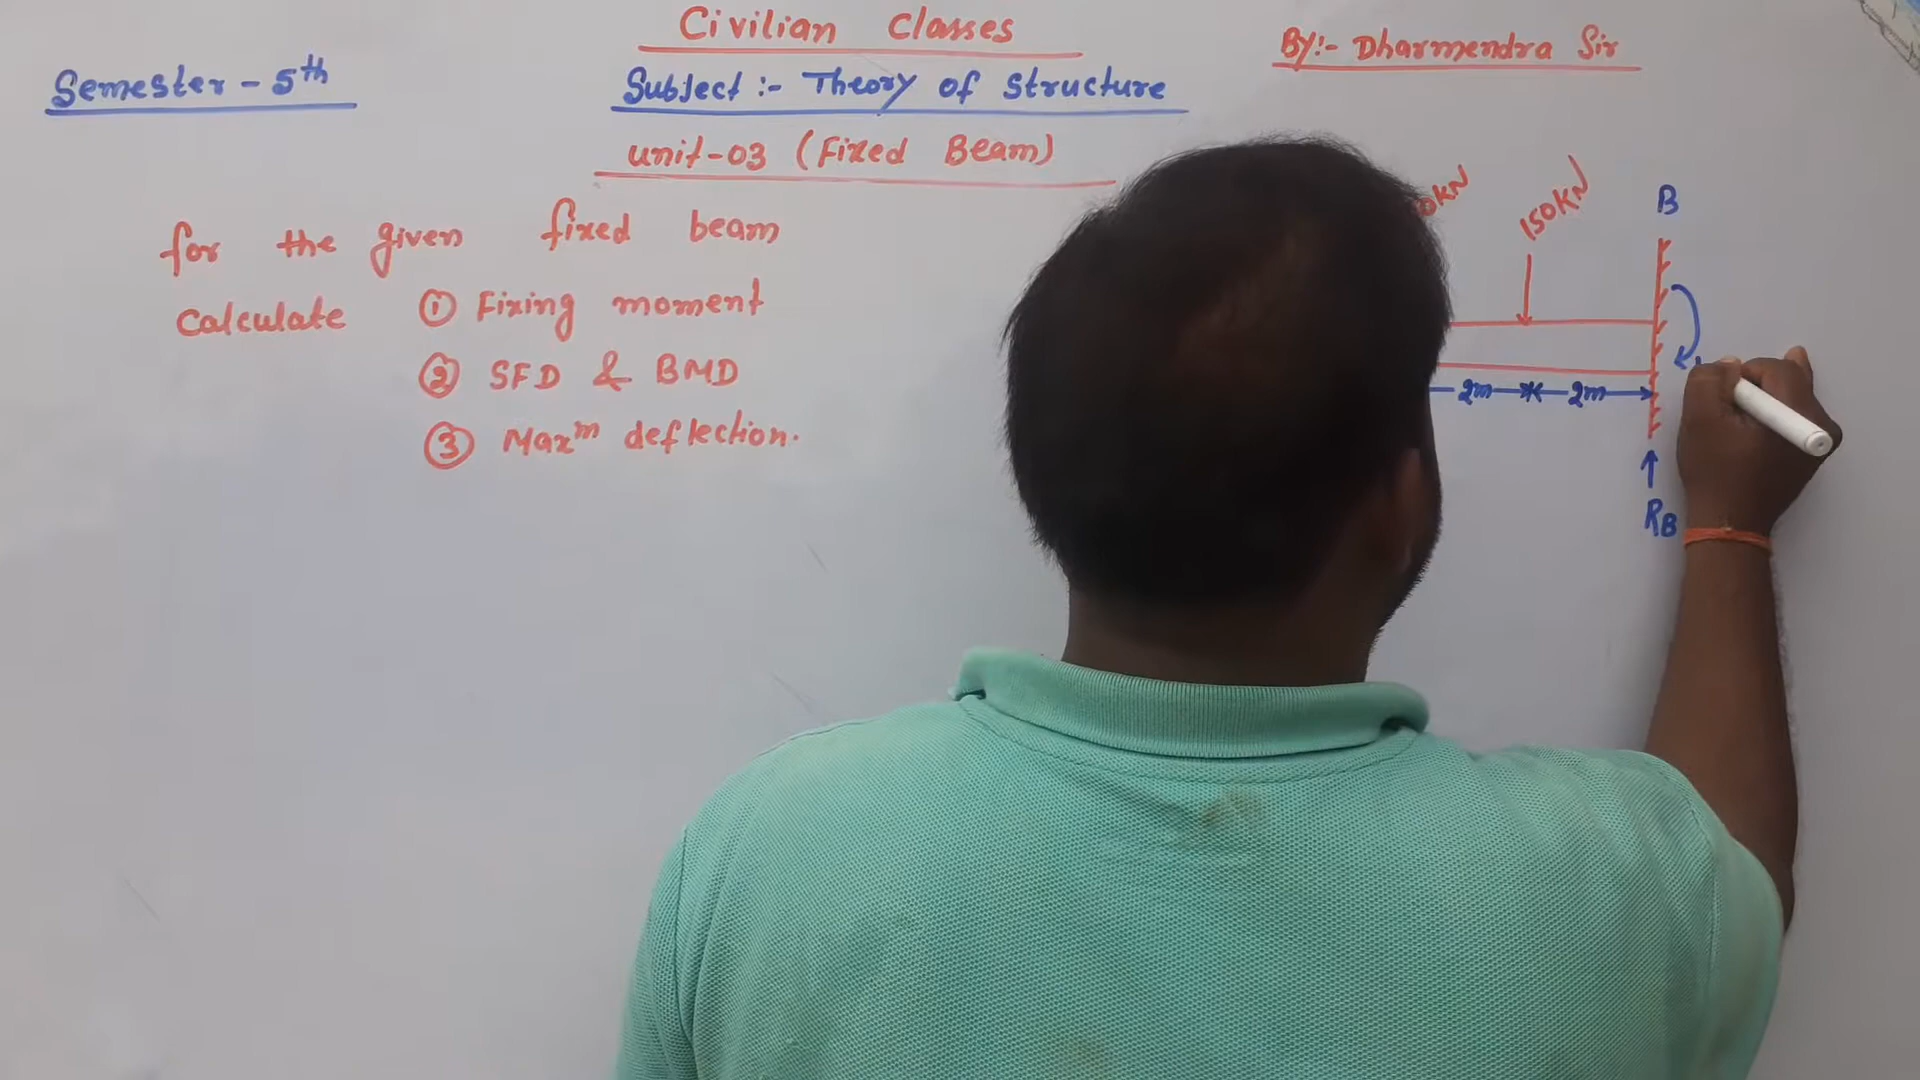 Civilian Classes
By:- Dharmendra Sir
Semester - 5th
Subject :- Theory of Structure
unit-03 (Fixed Beam)
for the given fixed beam
Calculate ① Fixing moment
② SFD & BMD
③ Maxᵐ deflection.
150KN
B
2m 2m
RB